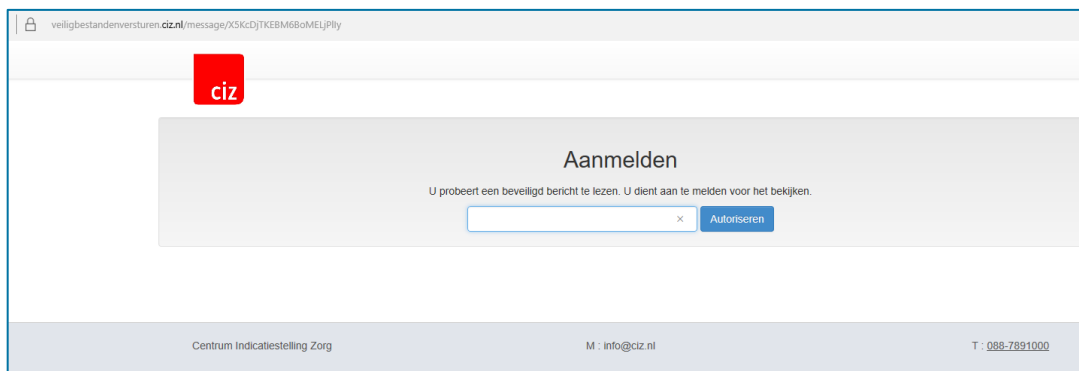 veiligbestandenversturen.ciz.nl/message/X5KcDjTKEBM6BoMELjPlly
ciz
Aanmelden
U probeert een beveiligd bericht te lezen. U dient aan te melden voor het bekijken.
× Autoriseren
Centrum Indicatiestelling Zorg M : info@ciz.nl T : 088-7891000